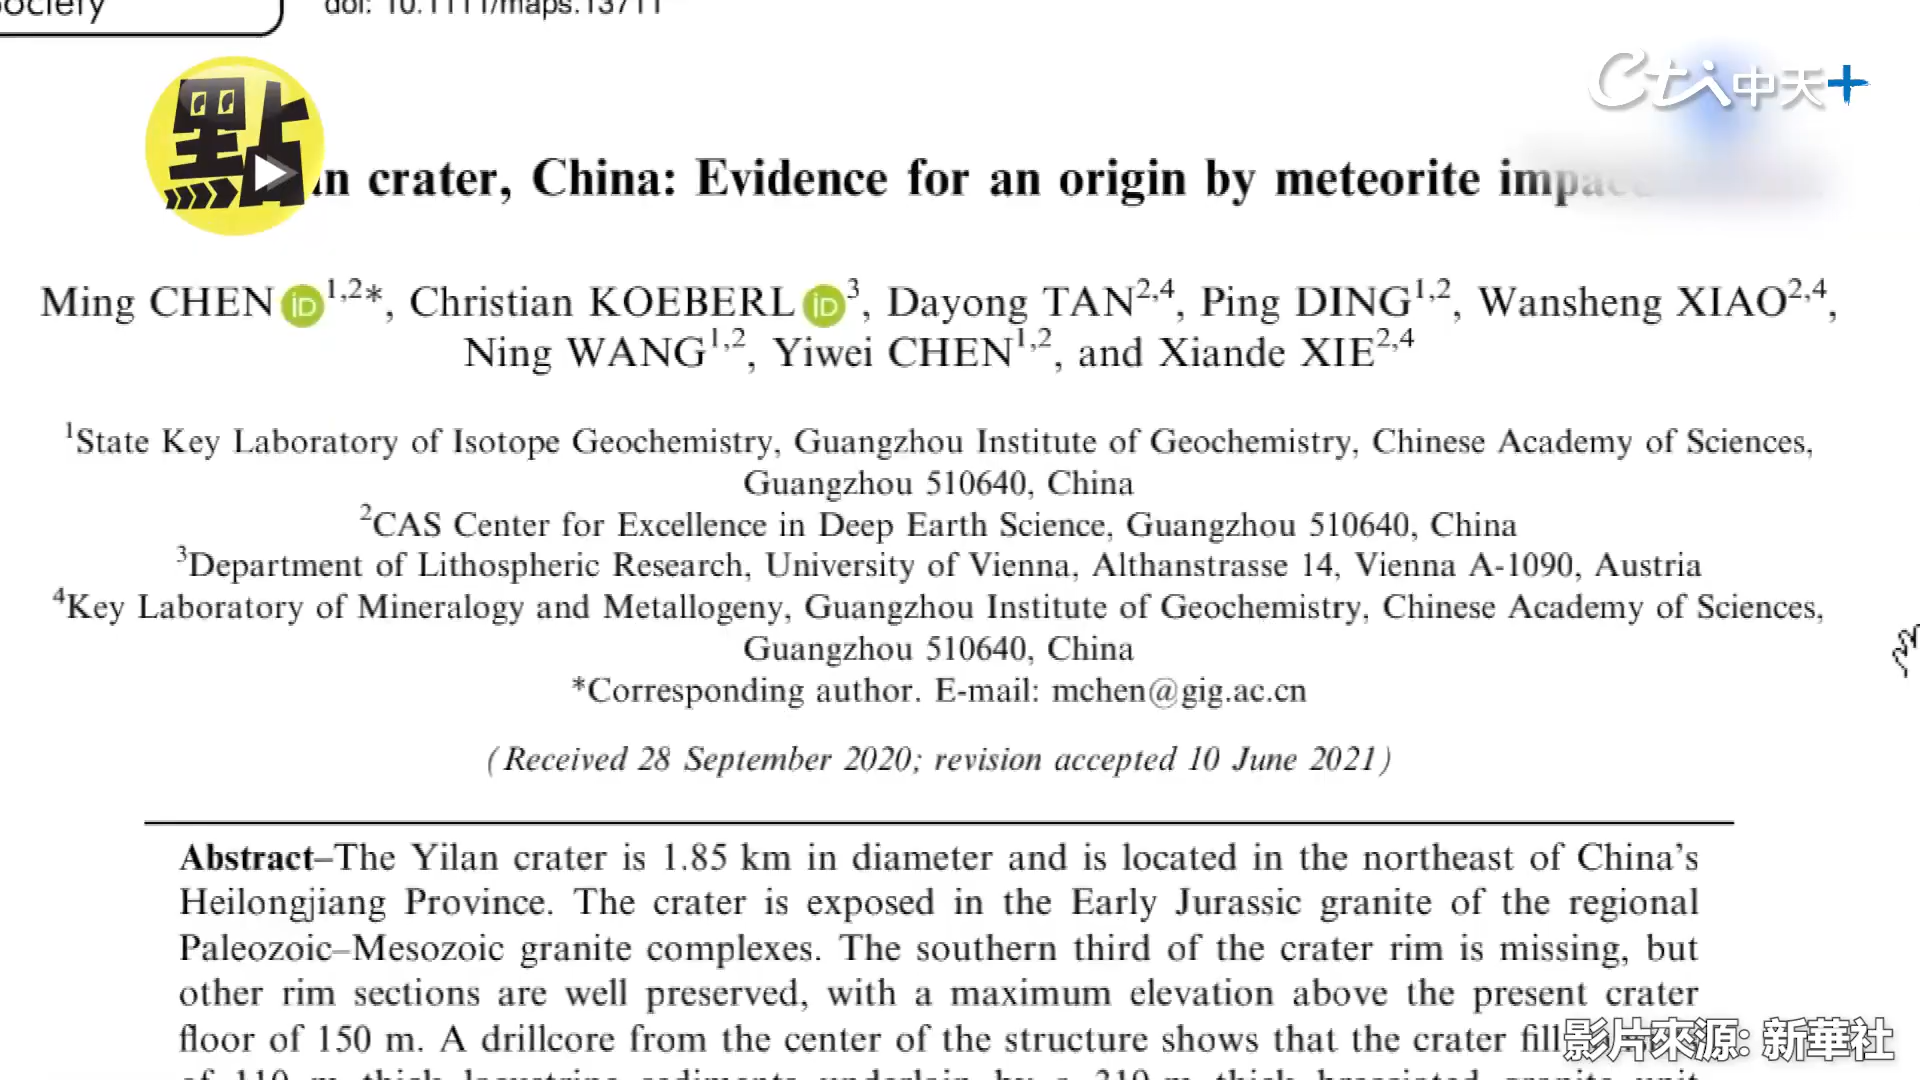 doi: 10.1111/maps.13711
點
Cti中天+
crater, China: Evidence for an origin by meteorite
Ming CHEN iD 1,2*, Christian KOEBERL iD 3, Dayong TAN2,4, Ping DING1,2, Wansheng XIAO2,4,
Ning WANG1,2, Yiwei CHEN1,2, and Xiande XIE2,4
1State Key Laboratory of Isotope Geochemistry, Guangzhou Institute of Geochemistry, Chinese Academy of Sciences,
Guangzhou 510640, China
2CAS Center for Excellence in Deep Earth Science, Guangzhou 510640, China
3Department of Lithospheric Research, University of Vienna, Althanstrasse 14, Vienna A-1090, Austria
4Key Laboratory of Mineralogy and Metallogeny, Guangzhou Institute of Geochemistry, Chinese Academy of Sciences,
Guangzhou 510640, China
*Corresponding author. E-mail: mchen@gig.ac.cn
(Received 28 September 2020; revision accepted 10 June 2021)
Abstract–The Yilan crater is 1.85 km in diameter and is located in the northeast of China's
Heilongjiang Province. The crater is exposed in the Early Jurassic granite of the regional
Paleozoic–Mesozoic granite complexes. The southern third of the crater rim is missing, but
other rim sections are well preserved, with a maximum elevation above the present crater
floor of 150 m. A drillcore from the center of the structure shows that the crater fill
影片來源: 新華社